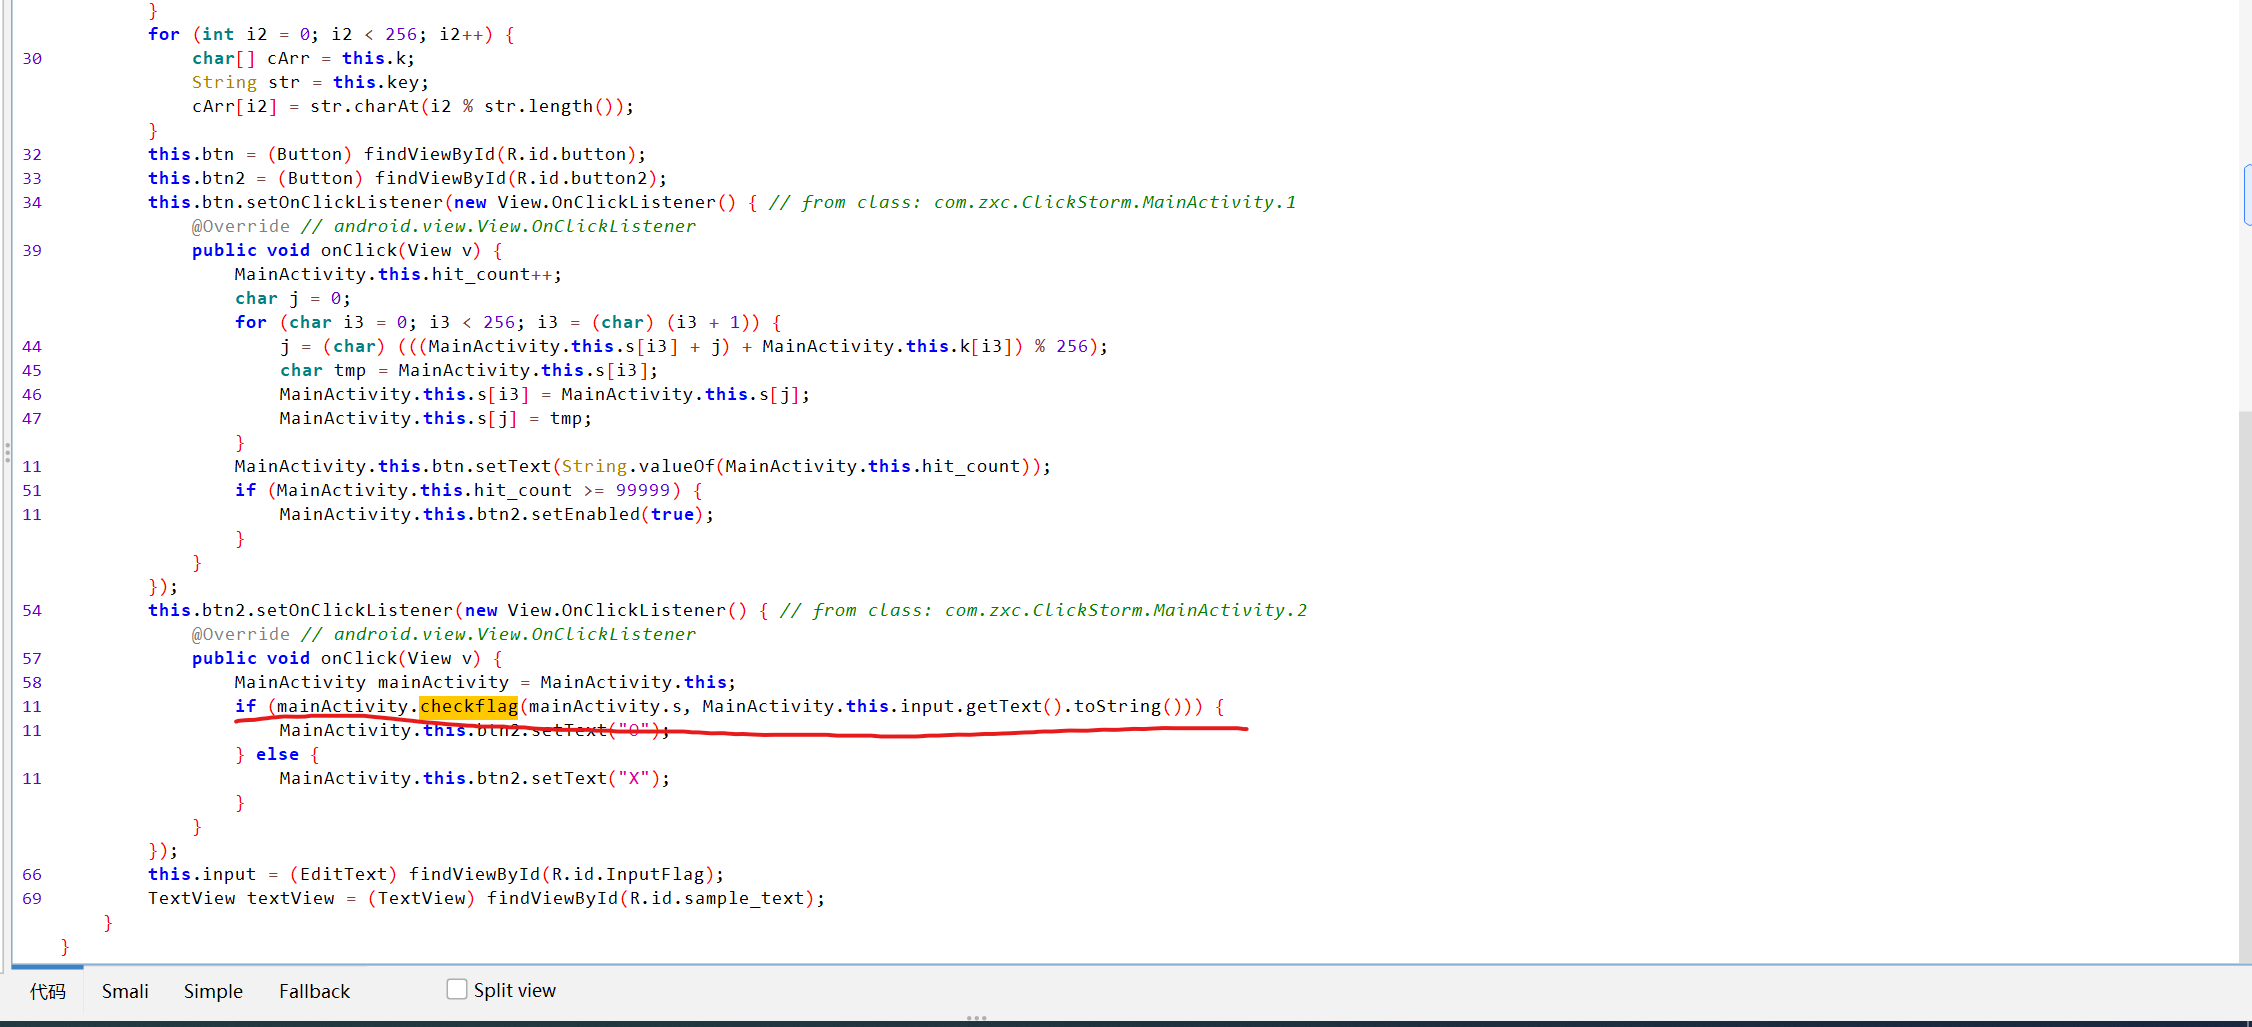 }
for (int i2 = 0; i2 < 256; i2++) {
30 char[] cArr = this.k;
String str = this.key;
cArr[i2] = str.charAt(i2 % str.length());
}
32 this.btn = (Button) findViewById(R.id.button);
33 this.btn2 = (Button) findViewById(R.id.button2);
34 this.btn.setOnClickListener(new View.OnClickListener() { // from class: com.zxc.ClickStorm.MainActivity.1
@Override // android.view.View.OnClickListener
39 public void onClick(View v) {
MainActivity.this.hit_count++;
char j = 0;
for (char i3 = 0; i3 < 256; i3 = (char) (i3 + 1)) {
44 j = (char) (((MainActivity.this.s[i3] + j) + MainActivity.this.k[i3]) % 256);
45 char tmp = MainActivity.this.s[i3];
46 MainActivity.this.s[i3] = MainActivity.this.s[j];
47 MainActivity.this.s[j] = tmp;
}
11 MainActivity.this.btn.setText(String.valueOf(MainActivity.this.hit_count));
51 if (MainActivity.this.hit_count >= 99999) {
11 MainActivity.this.btn2.setEnabled(true);
}
}
});
54 this.btn2.setOnClickListener(new View.OnClickListener() { // from class: com.zxc.ClickStorm.MainActivity.2
@Override // android.view.View.OnClickListener
57 public void onClick(View v) {
58 MainActivity mainActivity = MainActivity.this;
11 if (mainActivity.checkflag(mainActivity.s, MainActivity.this.input.getText().toString())) {
11 MainActivity.this.btn2.setText("O");
} else {
11 MainActivity.this.btn2.setText("X");
}
}
});
66 this.input = (EditText) findViewById(R.id.InputFlag);
69 TextView textView = (TextView) findViewById(R.id.sample_text);
}
}
代码 Smali Simple Fallback Split view